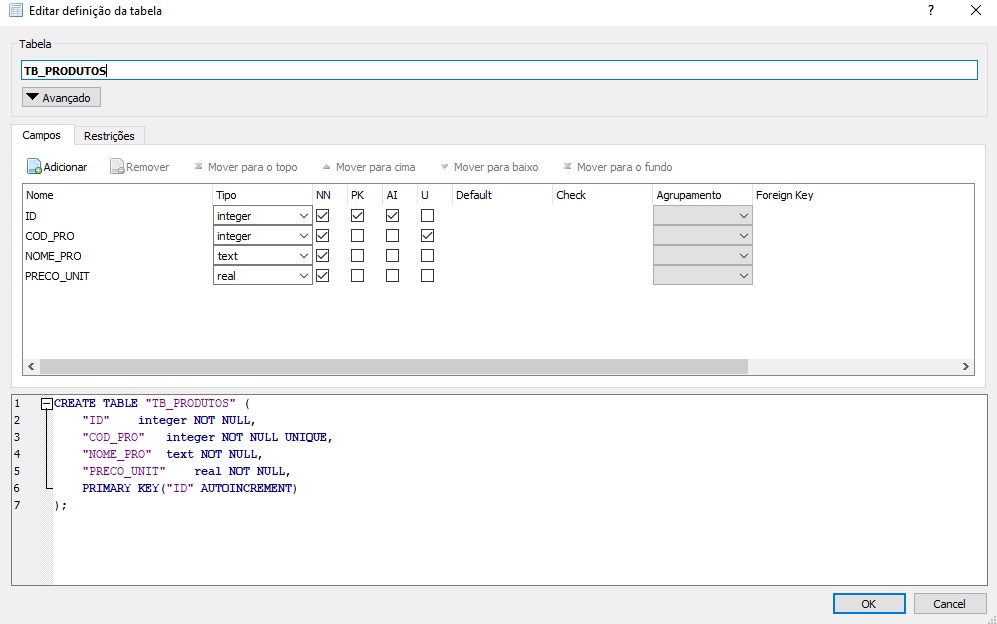 Editar definição da tabela ?
Tabela
TB_PRODUTOS
Avançado
Campos Restrições
Adicionar Remover Mover para o topo Mover para cima Mover para baixo Mover para o fundo
Nome Tipo NN PK AI U Default Check Agrupamento Foreign Key
ID integer
COD_PRO integer
NOME_PRO text
PRECO_UNIT real
1 CREATE TABLE "TB_PRODUTOS" (
2 "ID" integer NOT NULL,
3 "COD_PRO" integer NOT NULL UNIQUE,
4 "NOME_PRO" text NOT NULL,
5 "PRECO_UNIT" real NOT NULL,
6 PRIMARY KEY("ID" AUTOINCREMENT)
7 );
OK Cancel